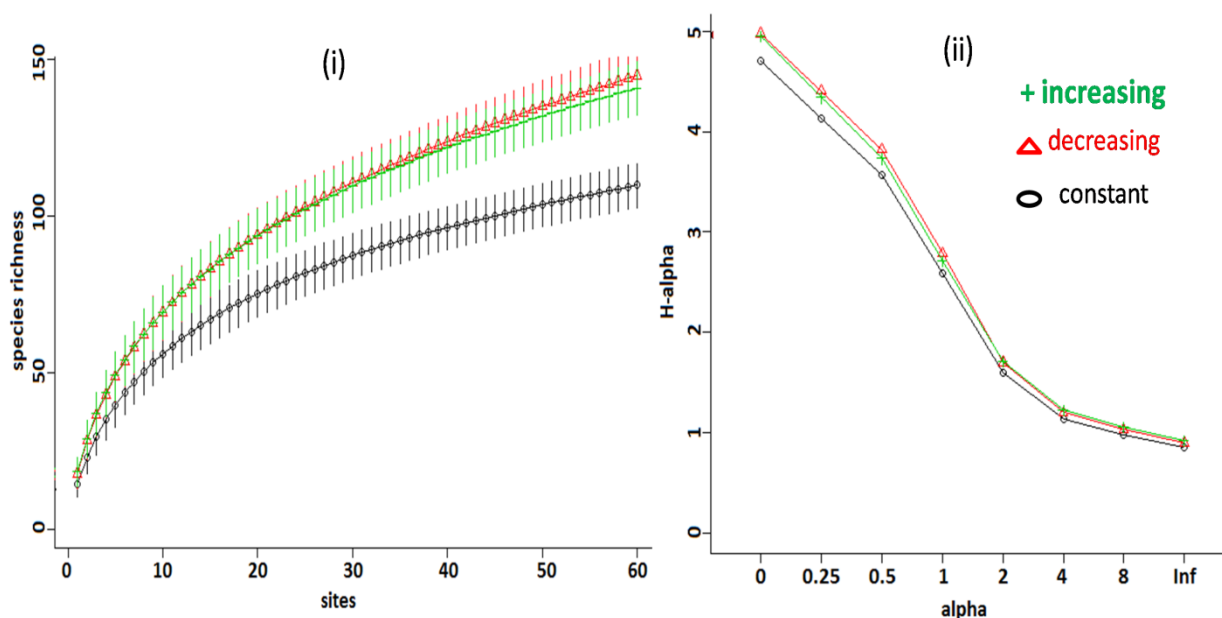 (i)
species richness
150
100
50
0
0 10 20 30 40 50 60
sites
(ii)
H-alpha
5
4
3
2
1
0
0 0.25 0.5 1 2 4 8 Inf
alpha
+ increasing
decreasing
constant